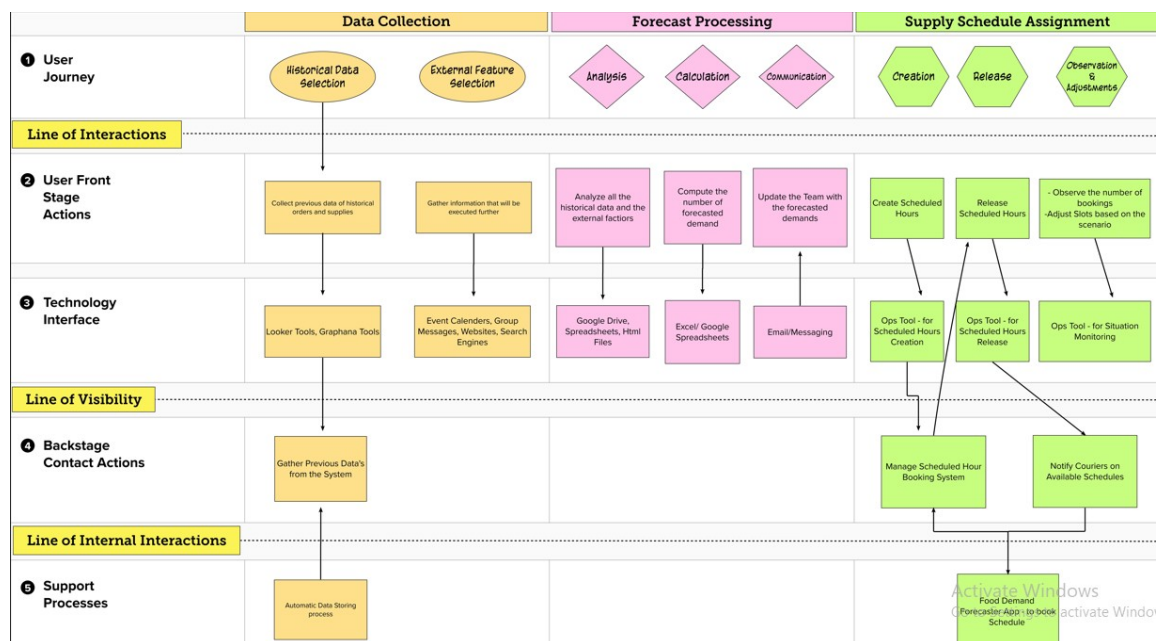 Data Collection
Forecast Processing
Supply Schedule Assignment
1 User
Journey
Historical Data
Selection
External Feature
Selection
Analysis
Calculation
Communication
Creation
Release
Observation
&
Adjustments
Line of Interactions
2 User Front
Stage
Actions
Collect previous data of historical
orders and supplies
Gather information that will be
executed further
Analyze all the
historical data and the
external factiors
Compute the
number of
forecasted
demand
Update the Team with
the forecasted
demands
Create Scheduled
Hours
Release
Scheduled Hours
- Observe the number of
bookings
-Adjust Slots based on the
scenario
3 Technology
Interface
Looker Tools, Graphana Tools
Event Calenders, Group
Messages, Websites, Search
Engines
Google Drive,
Spreadsheets, Html
Files
Excel/ Google
Spreadsheets
Email/Messaging
Ops Tool - for
Scheduled Hours
Creation
Ops Tool - for
Scheduled Hours
Release
Ops Tool - for Situation
Monitoring
Line of Visibility
4 Backstage
Contact Actions
Gather Previous Data's
from the System
Manage Scheduled Hour
Booking System
Notify Couriers on
Available Schedules
Line of Internal Interactions
5 Support
Processes
Automatic Data Storing
process
Food Demand
Forecaster App - to book
Schedule
Activate Windows
Go to Settings to activate Windows